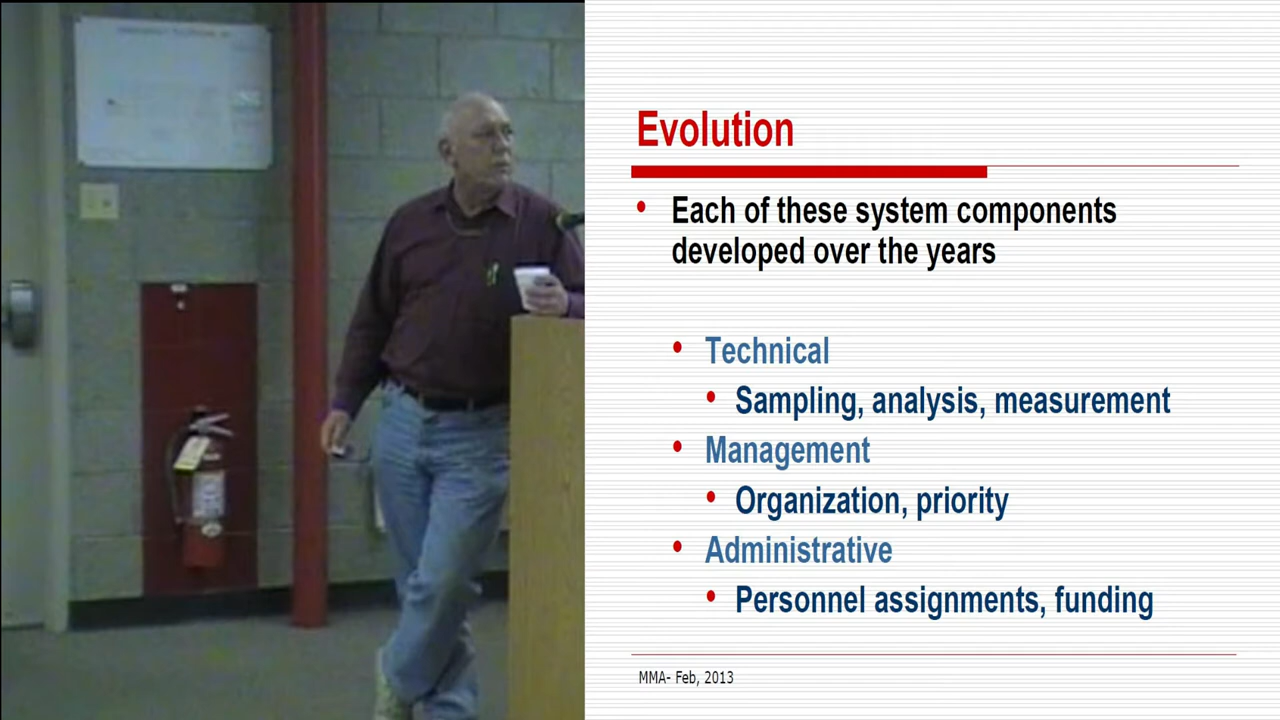 Evolution
• Each of these system components
developed over the years
• Technical
• Sampling, analysis, measurement
• Management
• Organization, priority
• Administrative
• Personnel assignments, funding
MMA- Feb, 2013